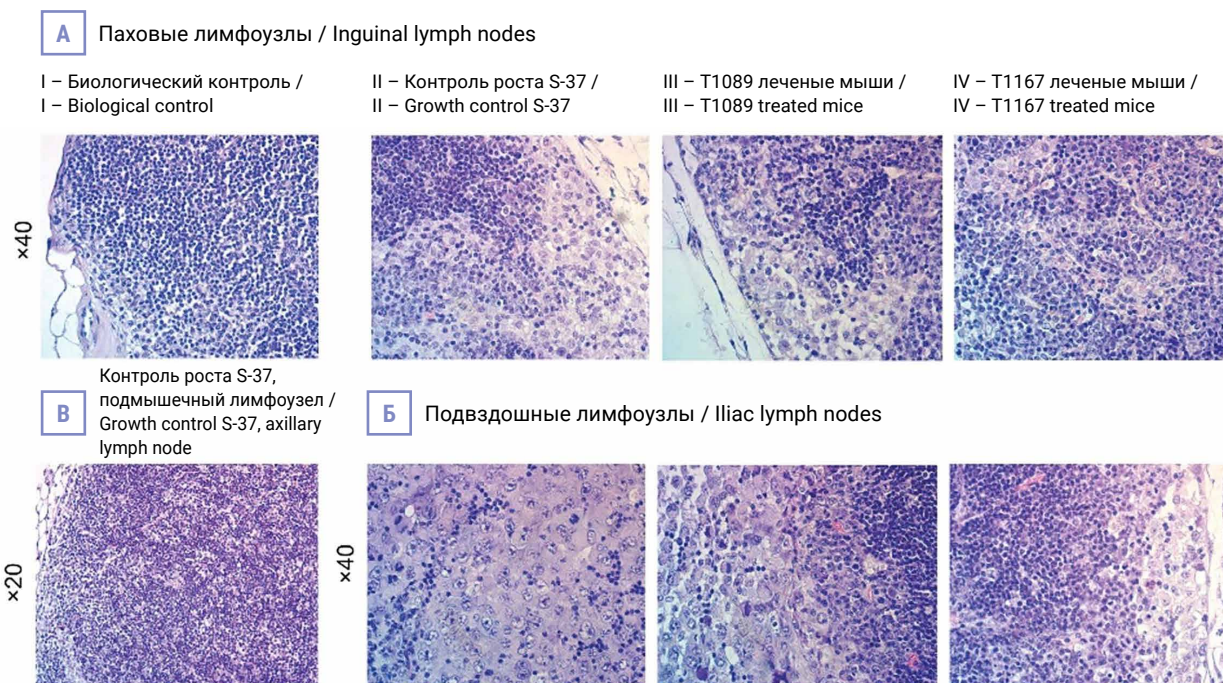 А
Паховые лимфоузлы / Inguinal lymph nodes
I – Биологический контроль /
I – Biological control
II – Контроль роста S-37 /
II – Growth control S-37
III – Т1089 леченые мыши /
III – T1089 treated mice
IV – Т1167 леченые мыши /
IV – T1167 treated mice
×40
В
Контроль роста S-37,
подмышечный лимфоузел /
Growth control S-37, axillary
lymph node
Б
Подвздошные лимфоузлы / Iliac lymph nodes
×20
×40